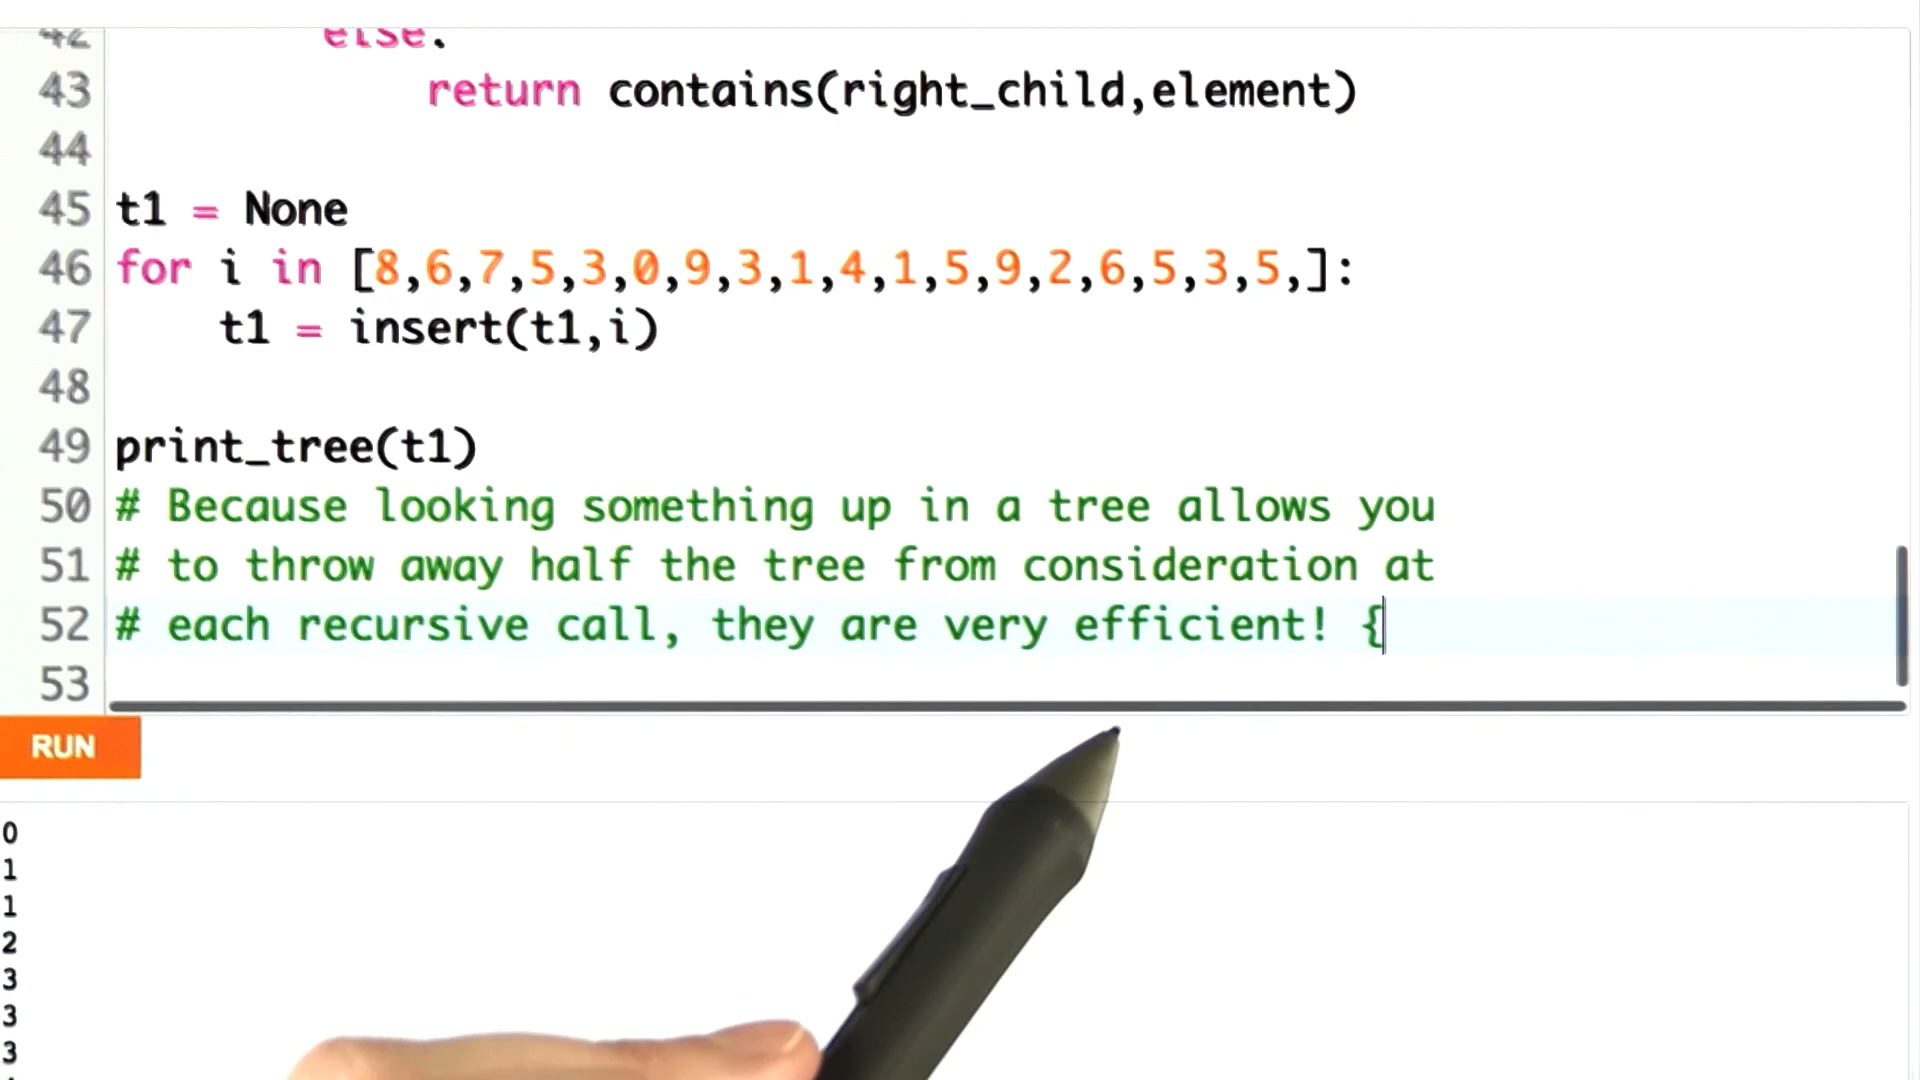 42 else:
43 return contains(right_child,element)
44
45 t1 = None
46 for i in [8,6,7,5,3,0,9,3,1,4,1,5,9,2,6,5,3,5,]:
47 t1 = insert(t1,i)
48
49 print_tree(t1)
50 # Because looking something up in a tree allows you
51 # to throw away half the tree from consideration at
52 # each recursive call, they are very efficient! {
53
RUN
0
1
1
2
3
3
3